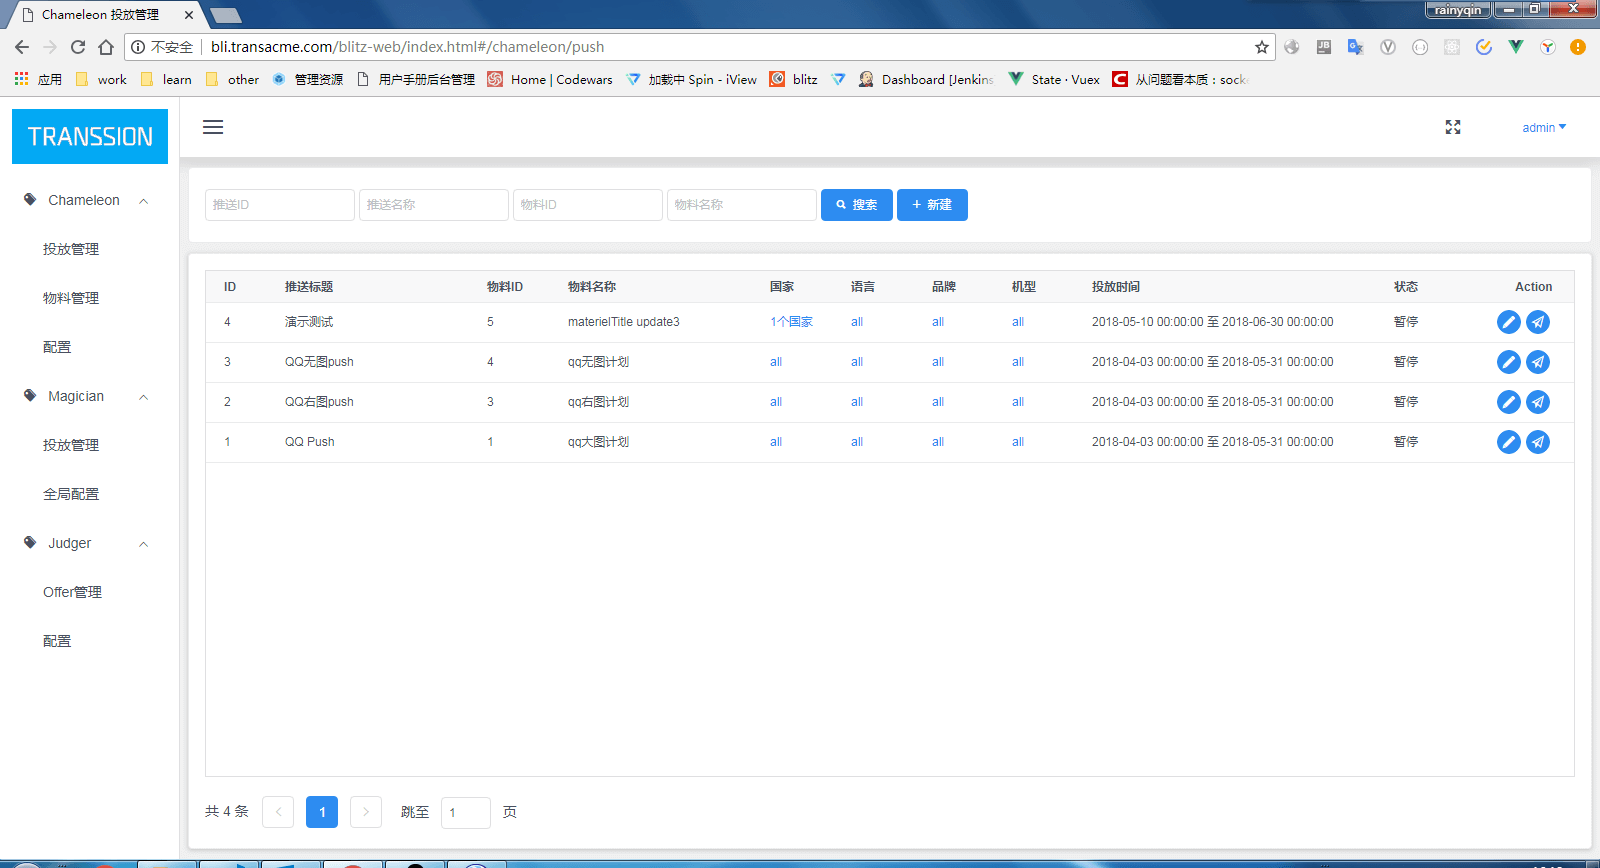 Chameleon 投放管理
rainyqin
不安全 bli.transacme.com/blitz-web/index.html#/chameleon/push
应用 work learn other 管理资源 用户手册后台管理 Home | Codewars 加载中 Spin - iView blitz Dashboard [Jenkins State · Vuex 从问题看本质：sock
TRANSSION
admin
Chameleon
投放管理
物料管理
配置
Magician
投放管理
全局配置
Judger
Offer管理
配置
推送ID 推送名称 物料ID 物料名称 搜索 新建
ID 推送标题 物料ID 物料名称 国家 语言 品牌 机型 投放时间 状态 Action
4 演示测试 5 materielTitle update3 1个国家 all all all 2018-05-10 00:00:00 至 2018-06-30 00:00:00 暂停
3 QQ无图push 4 qq无图计划 all all all all 2018-04-03 00:00:00 至 2018-05-31 00:00:00 暂停
2 QQ右图push 3 qq右图计划 all all all all 2018-04-03 00:00:00 至 2018-05-31 00:00:00 暂停
1 QQ Push 1 qq大图计划 all all all all 2018-04-03 00:00:00 至 2018-05-31 00:00:00 暂停
共 4 条 1 跳至 1 页